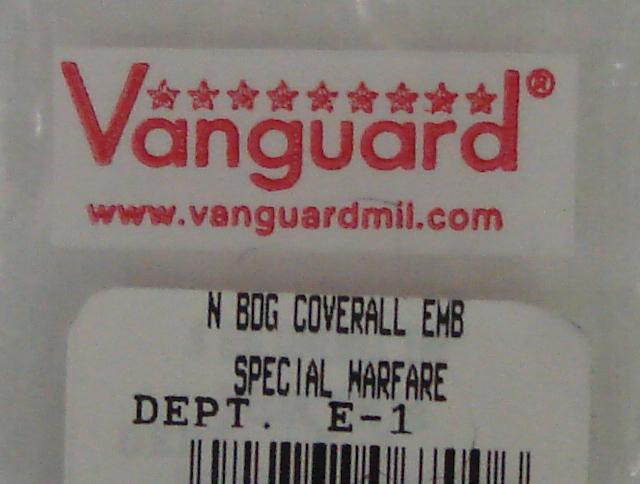 Vanguard®
www.vanguardmil.com
N BDG COVERALL EMB
SPECIAL WARFARE
DEPT. E-1